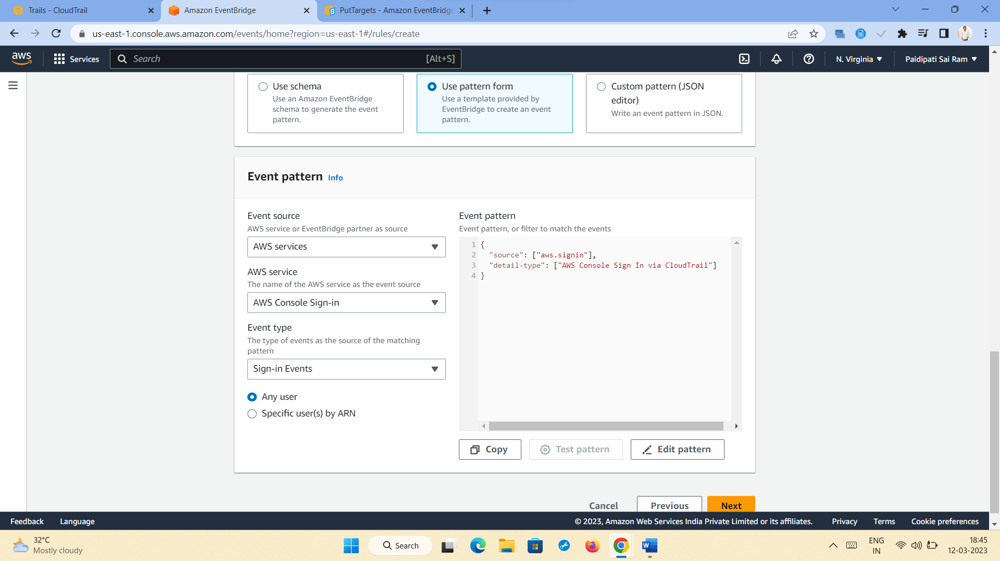 Trails - CloudTrail
Amazon EventBridge
PutTargets - Amazon EventBridge
us-east-1.console.aws.amazon.com/events/home?region=us-east-1#/rules/create
aws
Services
Search
[Alt+S]
N. Virginia
Paidipati Sai Ram
Use schema
Use an Amazon EventBridge
schema to generate the event
pattern.
Use pattern form
Use a template provided by
EventBridge to create an event
pattern.
Custom pattern (JSON
editor)
Write an event pattern in JSON.
Event pattern Info
Event source
AWS service or EventBridge partner as source
AWS services
AWS service
The name of the AWS service as the event source
AWS Console Sign-in
Event type
The type of events as the source of the matching
pattern
Sign-in Events
Any user
Specific user(s) by ARN
Event pattern
Event pattern, or filter to match the events
1 {
2 "source": ["aws.signin"],
3 "detail-type": ["AWS Console Sign In via CloudTrail"]
4 }
Copy
Test pattern
Edit pattern
Cancel
Previous
Next
Feedback
Language
© 2023, Amazon Web Services India Private Limited or its affiliates.
Privacy
Terms
Cookie preferences
32°C
Mostly cloudy
Search
W
ENG
IN
18:45
12-03-2023